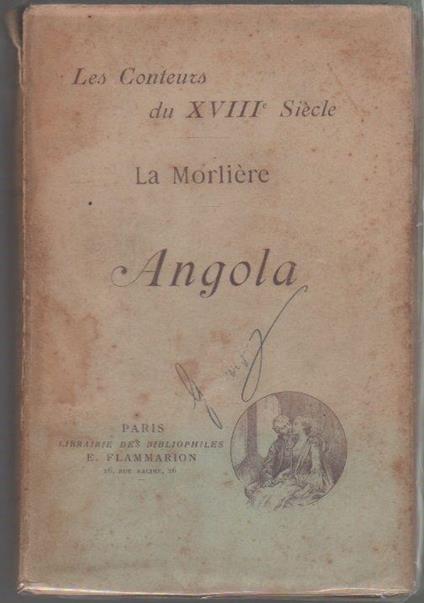 Les Conteurs
du XVIIIe Siècle
La Morlière
Angola
PARIS
LIBRAIRIE DES BIBLIOPHILES
E. FLAMMARION
26, RUE RACINE, 26